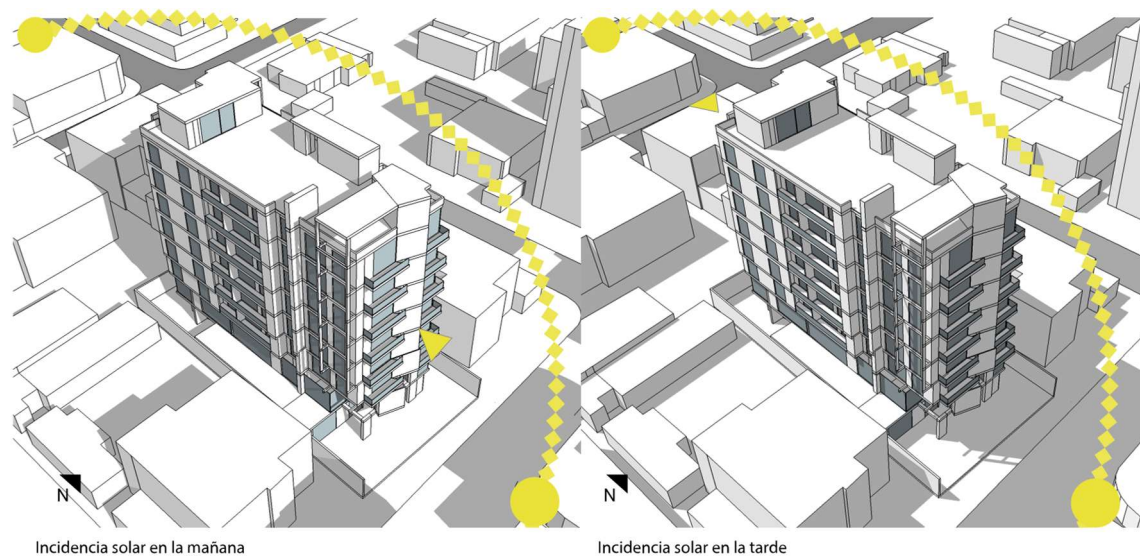 N
N
Incidencia solar en la mañana
Incidencia solar en la tarde